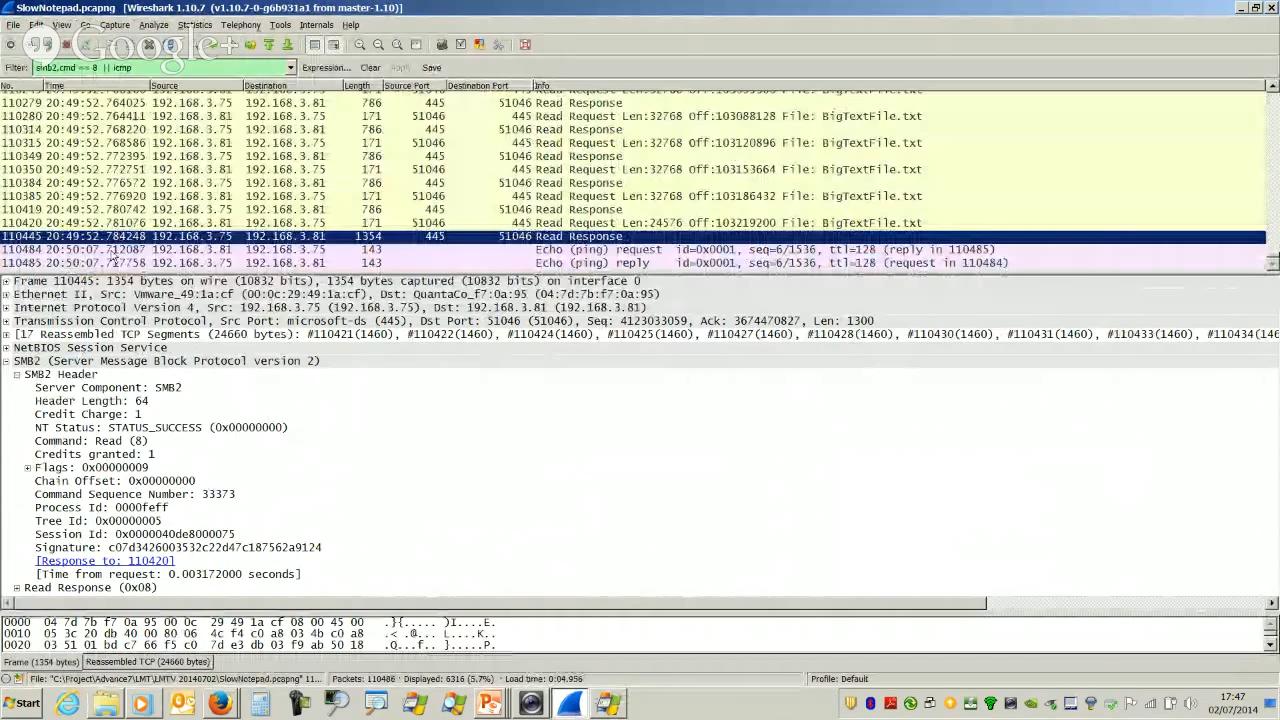 SlowNotepad.pcapng [Wireshark 1.10.7 (v1.10.7-0-g6b931a1 from master-1.10)]
File Edit View Go Capture Analyze Statistics Telephony Tools Internals Help
Google+
Filter: smb2.cmd == 8 || icmp Expression... Clear Apply Save
No. Time Source Destination Length Source Port Destination Port Info
110279 20:49:52.764025 192.168.3.75 192.168.3.81 786 445 51046 Read Response
110280 20:49:52.764411 192.168.3.81 192.168.3.75 171 51046 445 Read Request Len:32768 Off:103088128 File: BigTextFile.txt
110314 20:49:52.768220 192.168.3.75 192.168.3.81 786 445 51046 Read Response
110315 20:49:52.768586 192.168.3.81 192.168.3.75 171 51046 445 Read Request Len:32768 Off:103120896 File: BigTextFile.txt
110349 20:49:52.772395 192.168.3.75 192.168.3.81 786 445 51046 Read Response
110350 20:49:52.772751 192.168.3.81 192.168.3.75 171 51046 445 Read Request Len:32768 Off:103153664 File: BigTextFile.txt
110384 20:49:52.776572 192.168.3.75 192.168.3.81 786 445 51046 Read Response
110385 20:49:52.776920 192.168.3.81 192.168.3.75 171 51046 445 Read Request Len:32768 Off:103186432 File: BigTextFile.txt
110419 20:49:52.780742 192.168.3.75 192.168.3.81 786 445 51046 Read Response
110420 20:49:52.781076 192.168.3.81 192.168.3.75 171 51046 445 Read Request Len:24576 Off:103219200 File: BigTextFile.txt
110445 20:49:52.784248 192.168.3.75 192.168.3.81 1354 445 51046 Read Response
110484 20:50:07.712087 192.168.3.81 192.168.3.75 143 Echo (ping) request id=0x0001, seq=6/1536, ttl=128 (reply in 110485)
110485 192.168.3.75 192.168.3.81 143 Echo (ping) reply id=0x0001, seq=6/1536, ttl=128 (request in 110484)
Frame 110445: 1354 bytes on wire (10832 bits), 1354 bytes captured (10832 bits) on interface 0
Ethernet II, Src: Vmware_49:1a:cf (00:0c:29:49:1a:cf), Dst: QuantaCo_f7:0a:95 (04:7d:7b:f7:0a:95)
Internet Protocol Version 4, Src: 192.168.3.75 (192.168.3.75), Dst: 192.168.3.81 (192.168.3.81)
Transmission Control Protocol, Src Port: microsoft-ds (445), Dst Port: 51046 (51046), Seq: 4123033059, Ack: 3674470827, Len: 1300
[17 Reassembled TCP Segments (24660 bytes): #110421(1460), #110422(1460), #110424(1460), #110425(1460), #110427(1460), #110428(1460), #110430(1460), #110431(1460), #110433(1460), #110434(146
NetBIOS Session Service
SMB2 (Server Message Block Protocol version 2)
SMB2 Header
Server Component: SMB2
Header Length: 64
Credit Charge: 1
NT Status: STATUS_SUCCESS (0x00000000)
Command: Read (8)
Credits granted: 1
Flags: 0x00000009
Chain Offset: 0x00000000
Command Sequence Number: 33373
Process Id: 0000feff
Tree Id: 0x00000005
Session Id: 0x0000040de8000075
Signature: c07d3426003532c22d47c187562a9124
[Response to: 110420]
[Time from request: 0.003172000 seconds]
Read Response (0x08)
0000 04 7d 7b f7 0a 95 00 0c 29 49 1a cf 08 00 45 00 .}{..... )I....E.
0010 05 3c 20 db 40 00 80 06 4c f4 c0 a8 03 4b c0 a8 .< .@... L....K..
0020 03 51 01 bd c7 66 f5 c0 7d e3 db 03 f9 ab 50 18 .Q...f.. }.....P.
Frame (1354 bytes) Reassembled TCP (24660 bytes)
File: "C:\Project\Advance7\LMT\LMTV 20140702\SlowNotepad.pcapng" 11... Packets: 110486 · Displayed: 6316 (5.7%) · Load time: 0:04.956 Profile: Default
Start 17:47
02/07/2014